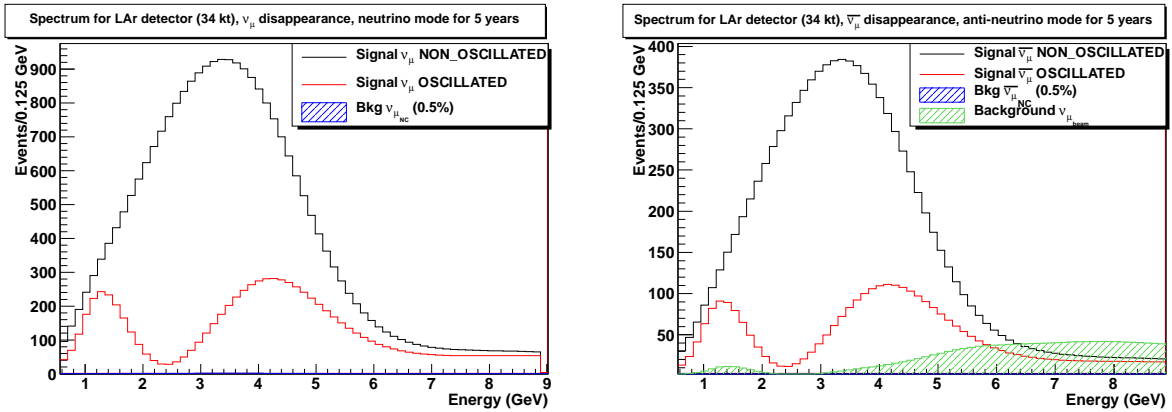 Spectrum for LAr detector (34 kt), νμ disappearance, neutrino mode for 5 years
Events/0.125 GeV
900
800
700
600
500
400
300
200
100
0
Signal νμ NON_OSCILLATED
Signal νμ OSCILLATED
Bkg νμNC (0.5%)
1 2 3 4 5 6 7 8 9
Energy (GeV)
Spectrum for LAr detector (34 kt), ν̅μ disappearance, anti-neutrino mode for 5 years
Events/0.125 GeV
400
350
300
250
200
150
100
50
Signal ν̅μ NON_OSCILLATED
Signal ν̅μ OSCILLATED
Bkg ν̅μNC (0.5%)
Background νμbeam
1 2 3 4 5 6 7 8
Energy (GeV)